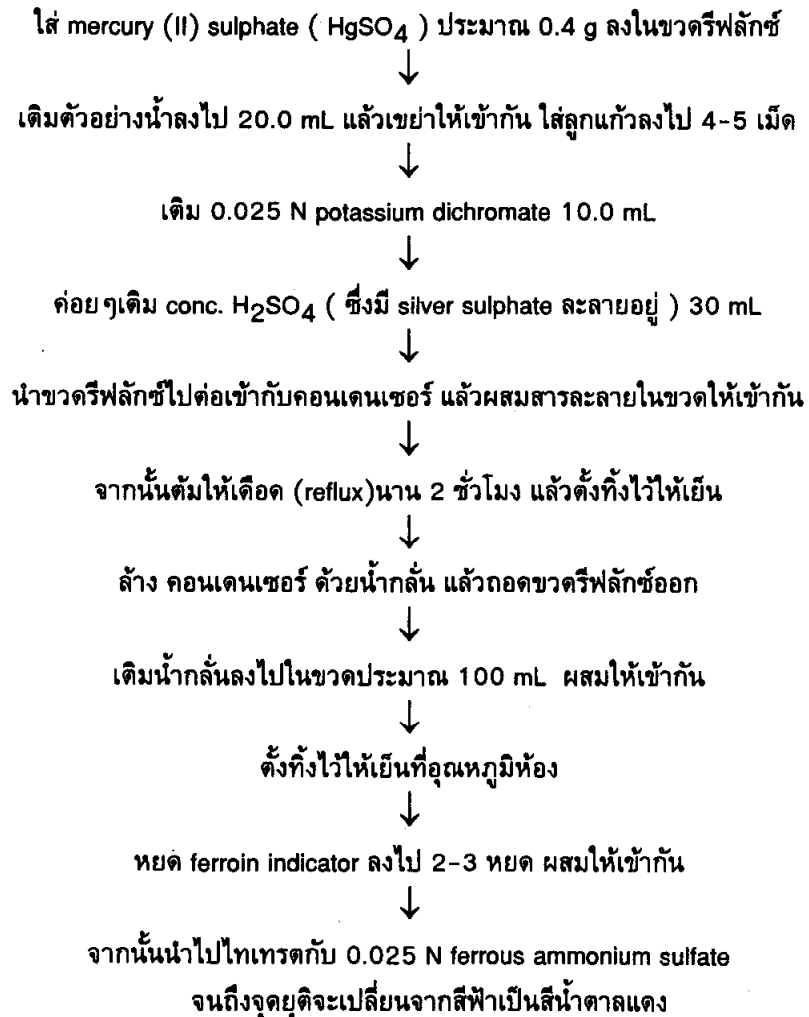 ใส่ mercury (II) sulphate ( HgSO4 ) ประมาณ 0.4 g ลงในขวดรีฟลักซ์
↓
เติมตัวอย่างน้ำลงไป 20.0 mL แล้วเขย่าให้เข้ากัน ใส่ลูกแก้วลงไป 4-5 เม็ด
↓
เติม 0.025 N potassium dichromate 10.0 mL
↓
ค่อยๆเติม conc. H2SO4 ( ซึ่งมี silver sulphate ละลายอยู่ ) 30 mL
↓
นำขวดรีฟลักซ์ไปต่อเข้ากับคอนเดนเซอร์ แล้วผสมสารละลายในขวดให้เข้ากัน
↓
จากนั้นต้มให้เดือด (reflux)นาน 2 ชั่วโมง แล้วตั้งทิ้งไว้ให้เย็น
↓
ล้าง คอนเดนเซอร์ ด้วยน้ำกลั่น แล้วถอดขวดรีฟลักซ์ออก
↓
เติมน้ำกลั่นลงไปในขวดประมาณ 100 mL ผสมให้เข้ากัน
↓
ตั้งทิ้งไว้ให้เย็นที่อุณหภูมิห้อง
↓
หยด ferroin indicator ลงไป 2-3 หยด ผสมให้เข้ากัน
↓
จากนั้นนำไปไทเทรตกับ 0.025 N ferrous ammonium sulfate
จนถึงจุดยุติจะเปลี่ยนจากสีฟ้าเป็นสีน้ำตาลแดง